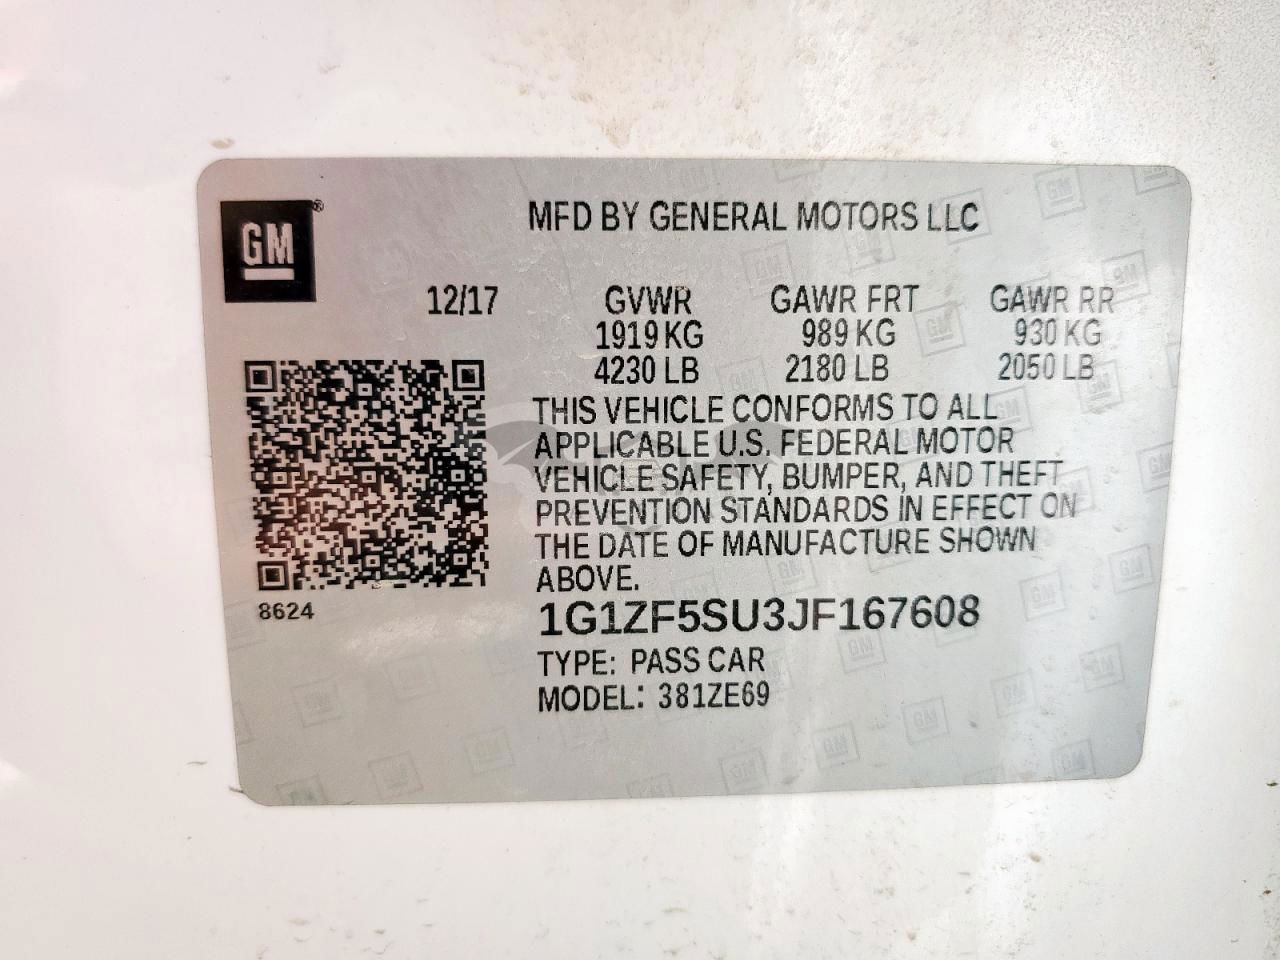 GM®
MFD BY GENERAL MOTORS LLC
12/17 GVWR GAWR FRT GAWR RR
1919 KG 989 KG 930 KG
4230 LB 2180 LB 2050 LB
THIS VEHICLE CONFORMS TO ALL
APPLICABLE U.S. FEDERAL MOTOR
VEHICLE SAFETY, BUMPER, AND THEFT
PREVENTION STANDARDS IN EFFECT ON
THE DATE OF MANUFACTURE SHOWN
ABOVE.
8624
1G1ZF5SU3JF167608
TYPE: PASS CAR
MODEL: 381ZE69